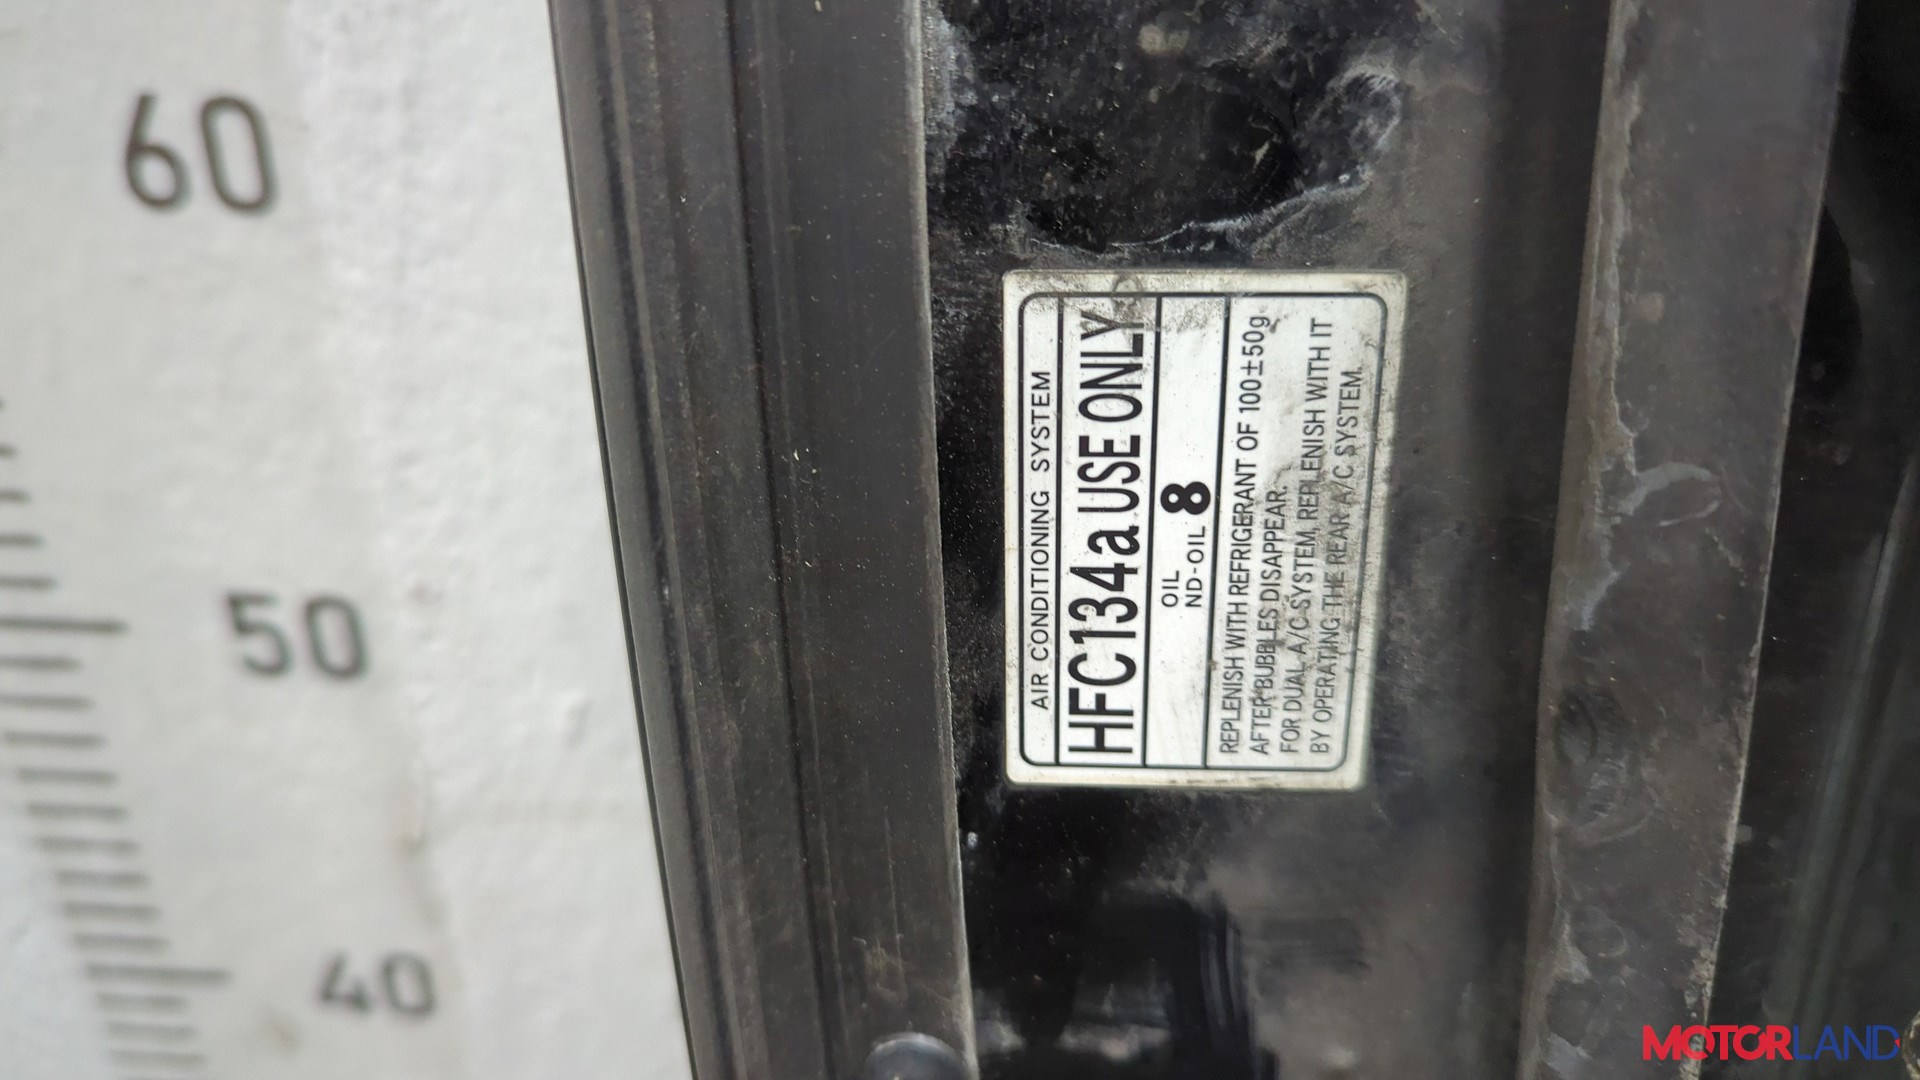 60
50
40
AIR CONDITIONING SYSTEM
HFC134a USE ONLY
OIL
ND-OIL 8
REPLENISH WITH REFRIGERANT OF 100±50g
AFTER BUBBLES DISAPPEAR.
FOR DUAL A/C SYSTEM, REPLENISH WITH IT
BY OPERATING THE REAR A/C SYSTEM.
MOTORLAND